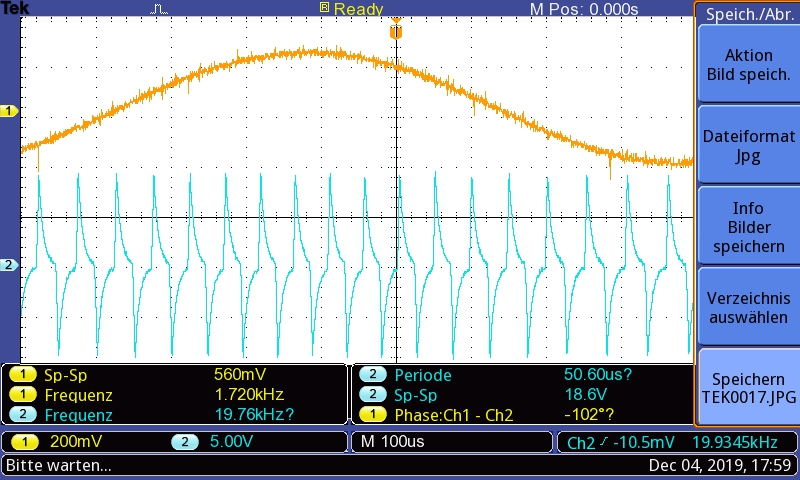 Tek R Ready M Pos: 0.000s Speich./Abr.
Aktion
Bild speich.
1
Dateiformat
Jpg
Info
Bilder
speichern
2
Verzeichnis
auswählen
Speichern
TEK0017.JPG
1 Sp-Sp 560mV
1 Frequenz 1.720kHz
2 Frequenz 19.76kHz?
2 Periode 50.60us?
2 Sp-Sp 18.6V
1 Phase:Ch1 - Ch2 -102°?
1 200mV 2 5.00V M 100us Ch2 -10.5mV 19.9345kHz
Bitte warten... Dec 04, 2019, 17:59